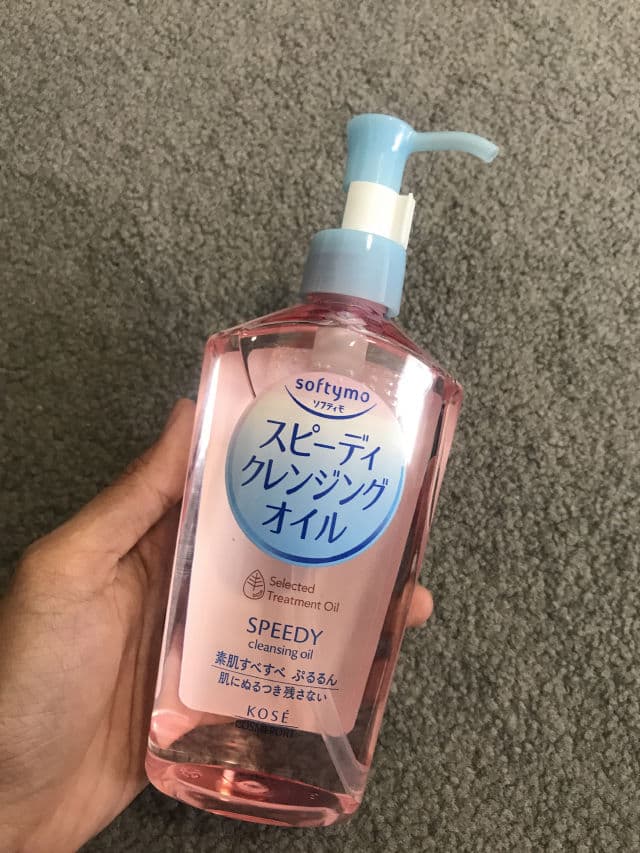 softymo
ソフティモ
スピーディ
クレンジング
オイル
Selected
Treatment Oil
SPEEDY
cleansing oil
素肌すべすべ ぷるるん
肌にぬるつき残さない
KOSÉ
COSMEPORT